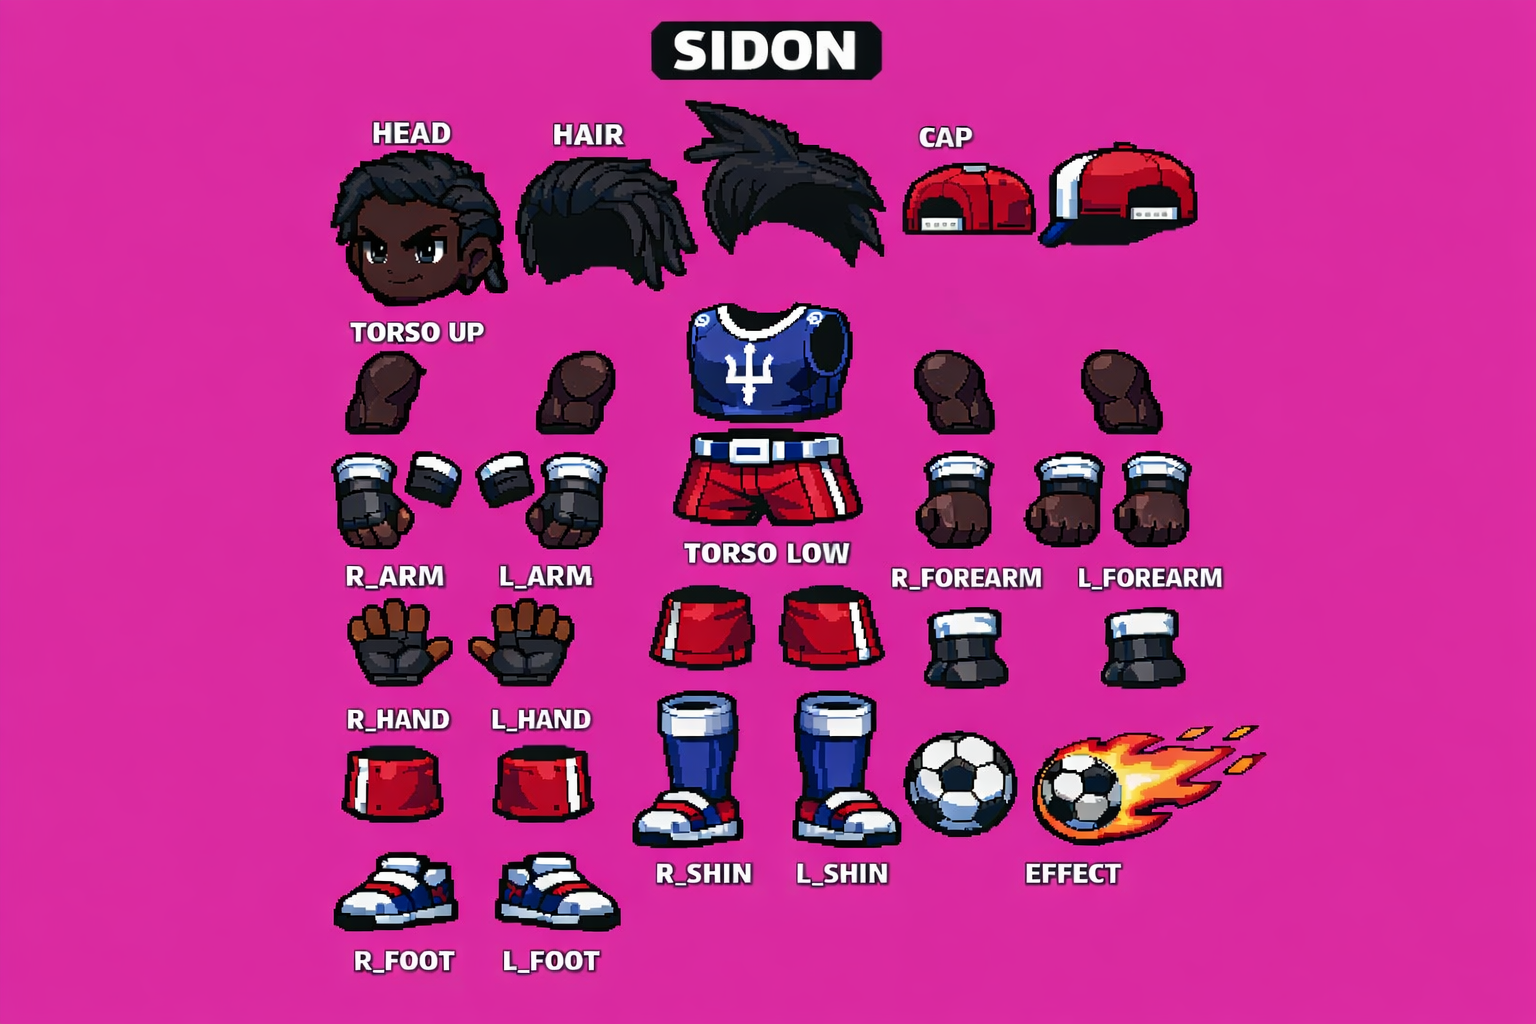 SIDON
HEAD
HAIR
CAP
TORSO UP
TORSO LOW
R_ARM
L_ARM
R_FOREARM
L_FOREARM
R_HAND
L_HAND
R_SHIN
L_SHIN
EFFECT
R_FOOT
L_FOOT